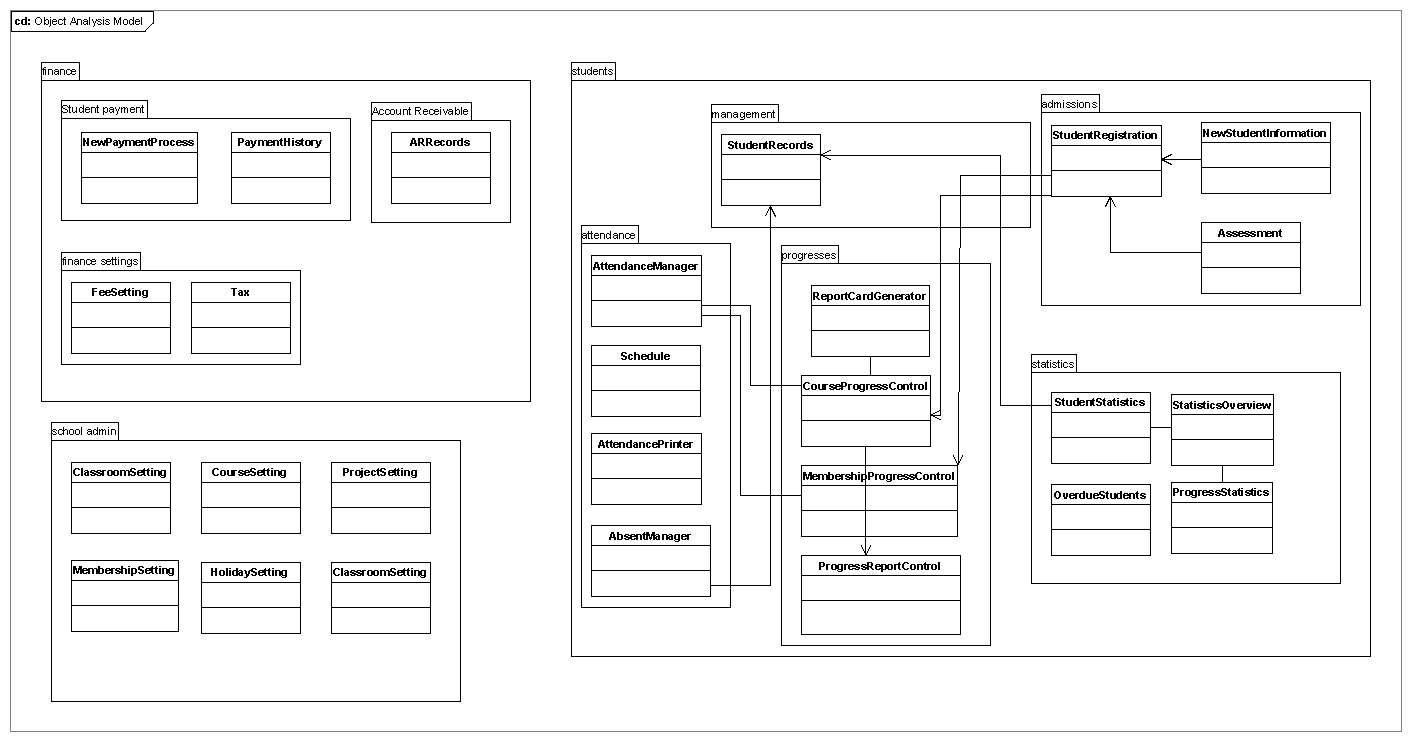 cd: Object Analysis Model
finance
Student payment
NewPaymentProcess
PaymentHistory
Account Receivable
ARRecords
finance settings
FeeSetting
Tax
school admin
ClassroomSetting
CourseSetting
ProjectSetting
MembershipSetting
HolidaySetting
ClassroomSetting
students
management
StudentRecords
admissions
StudentRegistration
NewStudentInformation
Assessment
attendance
AttendanceManager
Schedule
AttendancePrinter
AbsentManager
progresses
ReportCardGenerator
CourseProgressControl
MembershipProgressControl
ProgressReportControl
statistics
StudentStatistics
StatisticsOverview
OverdueStudents
ProgressStatistics